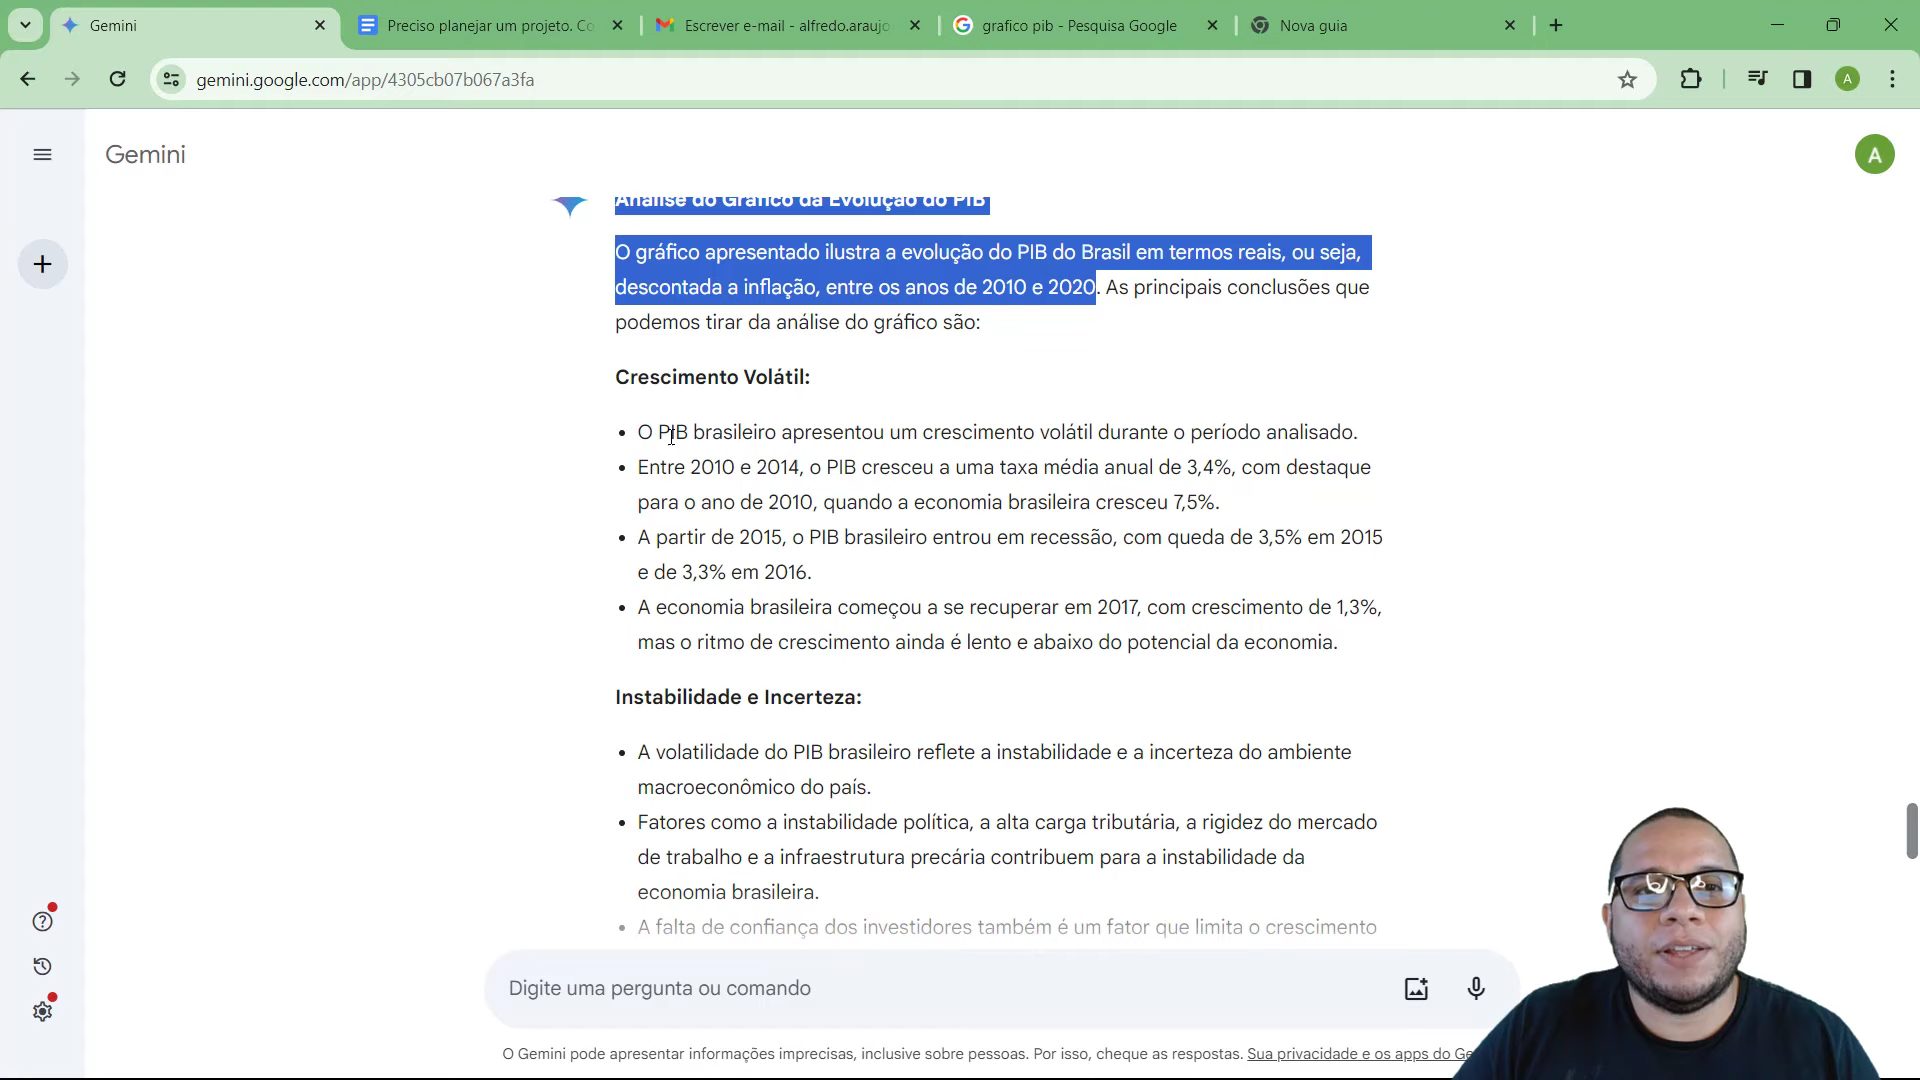 Gemini
Preciso planejar um projeto. Co
Escrever e-mail - alfredo.araujo
grafico pib - Pesquisa Google
Nova guia
gemini.google.com/app/4305cb07b067a3fa
A
Gemini
A
Análise do Gráfico da Evolução do PIB
O gráfico apresentado ilustra a evolução do PIB do Brasil em termos reais, ou seja,
descontada a inflação, entre os anos de 2010 e 2020. As principais conclusões que
podemos tirar da análise do gráfico são:
Crescimento Volátil:
• O PIB brasileiro apresentou um crescimento volátil durante o período analisado.
• Entre 2010 e 2014, o PIB cresceu a uma taxa média anual de 3,4%, com destaque
para o ano de 2010, quando a economia brasileira cresceu 7,5%.
• A partir de 2015, o PIB brasileiro entrou em recessão, com queda de 3,5% em 2015
e de 3,3% em 2016.
• A economia brasileira começou a se recuperar em 2017, com crescimento de 1,3%,
mas o ritmo de crescimento ainda é lento e abaixo do potencial da economia.
Instabilidade e Incerteza:
• A volatilidade do PIB brasileiro reflete a instabilidade e a incerteza do ambiente
macroeconômico do país.
• Fatores como a instabilidade política, a alta carga tributária, a rigidez do mercado
de trabalho e a infraestrutura precária contribuem para a instabilidade da
economia brasileira.
• A falta de confiança dos investidores também é um fator que limita o crescimento
Digite uma pergunta ou comando
O Gemini pode apresentar informações imprecisas, inclusive sobre pessoas. Por isso, cheque as respostas. Sua privacidade e os apps do Ge